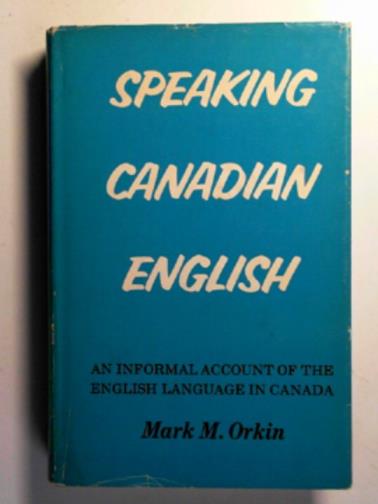 SPEAKING
CANADIAN
ENGLISH
AN INFORMAL ACCOUNT OF THE
ENGLISH LANGUAGE IN CANADA
Mark M. Orkin